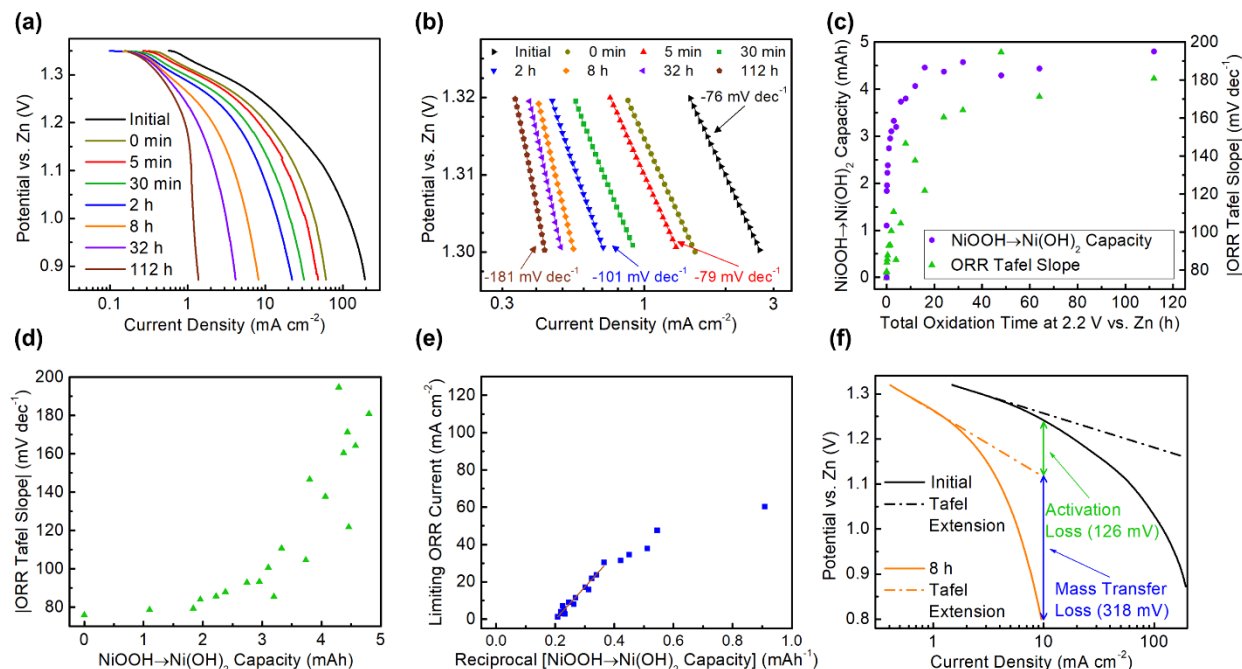 (a)
Potential vs. Zn (V)
1.3
1.2
1.1
1.0
0.9
Initial
0 min
5 min
30 min
2 h
8 h
32 h
112 h
0.1
1
10
100
Current Density (mA cm⁻²)
(b)
Initial
0 min
5 min
30 min
2 h
8 h
32 h
112 h
Potential vs. Zn (V)
1.320
1.310
1.300
-76 mV dec⁻¹
-181 mV dec⁻¹
-101 mV dec⁻¹
-79 mV dec⁻¹
0.3
1
3
Current Density (mA cm⁻²)
(c)
NiOOH→Ni(OH)₂ Capacity (mAh)
5
4
3
2
1
0
200
180
160
140
120
100
80
|ORR Tafel Slope| (mV dec⁻¹)
NiOOH→Ni(OH)₂ Capacity
ORR Tafel Slope
0
20
40
60
80
100
120
Total Oxidation Time at 2.2 V vs. Zn (h)
(d)
|ORR Tafel Slope| (mV dec⁻¹)
200
180
160
140
120
100
80
60
0
1
2
3
4
5
NiOOH→Ni(OH)₂ Capacity (mAh)
(e)
Limiting ORR Current (mA cm⁻²)
140
120
100
80
60
40
20
0
0.0
0.2
0.4
0.6
0.8
1.0
Reciprocal [NiOOH→Ni(OH)₂ Capacity] (mAh⁻¹)
(f)
Potential vs. Zn (V)
1.3
1.2
1.1
1.0
0.9
0.8
Initial
Tafel
Extension
8 h
Tafel
Extension
Activation
Loss (126 mV)
Mass Transfer
Loss (318 mV)
1
10
100
Current Density (mA cm⁻²)